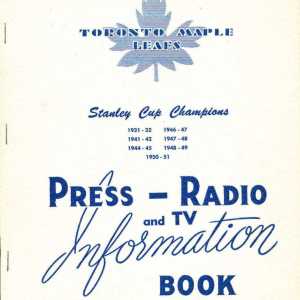 TORONTO MAPLE
LEAFS
Stanley Cup Champions
1931 - 32 1946 - 47
1941 - 42 1947 - 48
1944 - 45 1948 - 49
1950 - 51
PRESS - RADIO
and TV
Information
BOOK